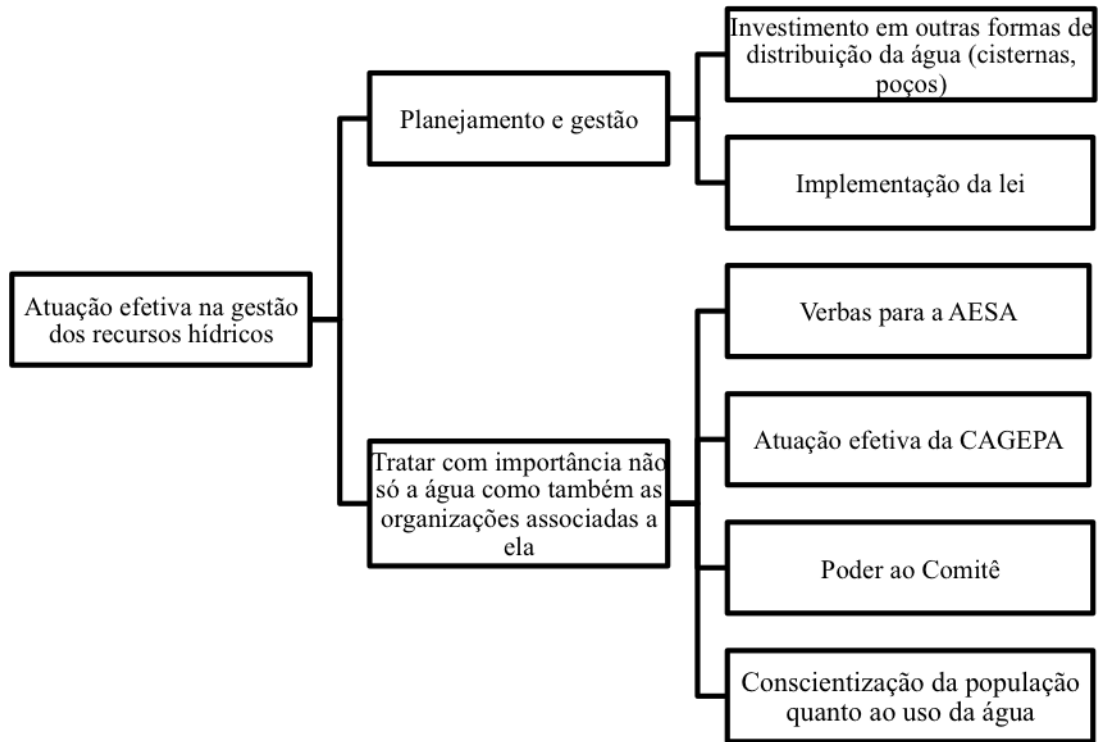 Investimento em outras formas de
distribuição da água (cisternas,
poços)
Planejamento e gestão
Implementação da lei
Atuação efetiva na gestão
dos recursos hídricos
Verbas para a AESA
Atuação efetiva da CAGEPA
Tratar com importância não
só a água como também as
organizações associadas a
ela
Poder ao Comitê
Conscientização da população
quanto ao uso da água